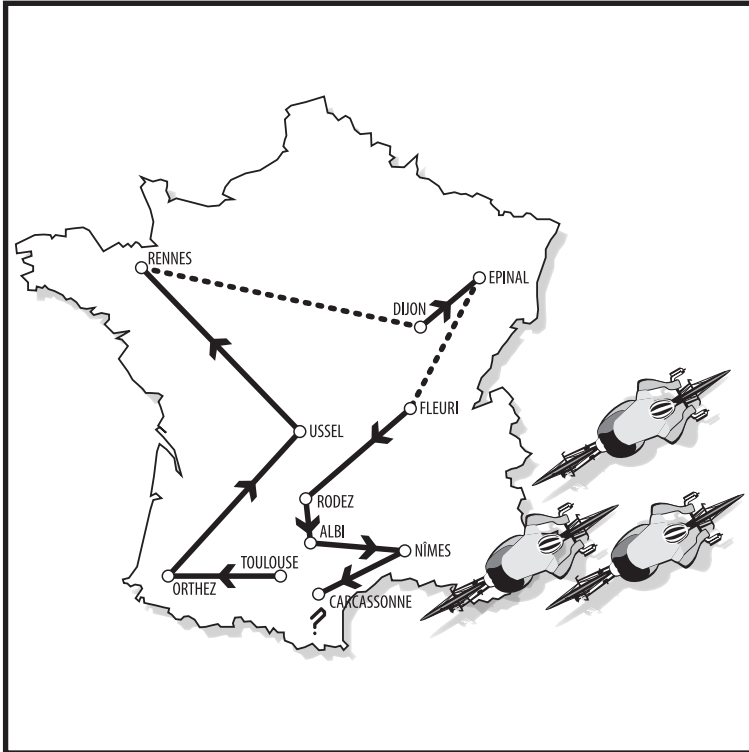 RENNES
EPINAL
DIJON
FLEURI
USSEL
RODEZ
ALBI
NÎMES
TOULOUSE
ORTHEZ
CARCASSONNE
?